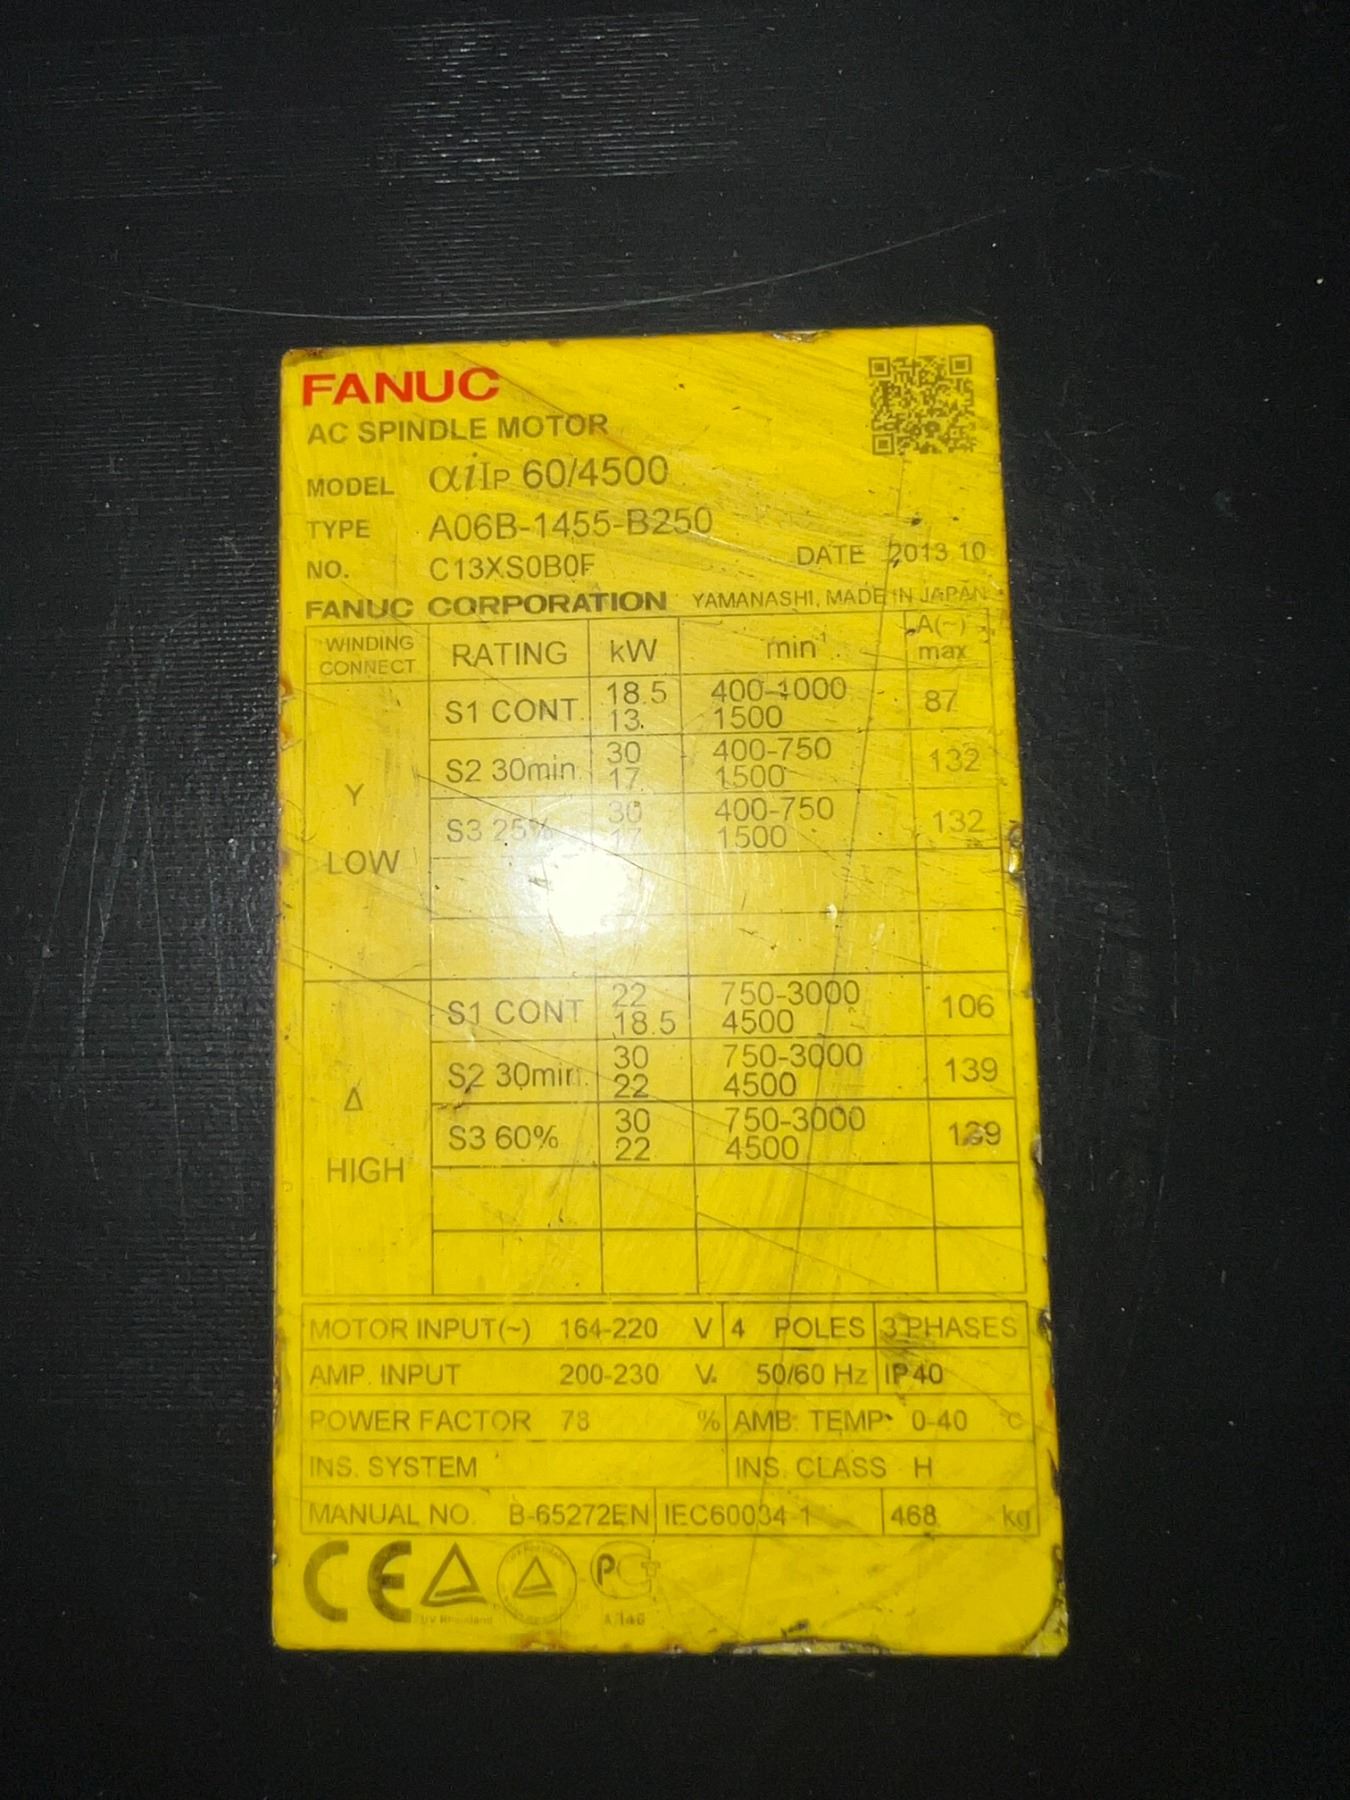 FANUC
AC SPINDLE MOTOR
MODEL αiIP 60/4500
TYPE A06B-1455-B250
NO. C13XS0B0F DATE 2013.10
FANUC CORPORATION YAMANASHI, MADE IN JAPAN
WINDING CONNECT. RATING kW min-1 A(~) max
Y LOW
S1 CONT. 18.5 400-1000 87
13. 1500
S2 30min. 30 400-750 132
17. 1500
S3 25% 30 400-750 132
17 1500
Δ HIGH
S1 CONT 22 750-3000 106
18.5 4500
S2 30min. 30 750-3000 139
22 4500
S3 60% 30 750-3000 139
22 4500
MOTOR INPUT(~) 164-220 V 4 POLES 3 PHASES
AMP. INPUT 200-230 V. 50/60 Hz IP40
POWER FACTOR 78 % AMB. TEMP. 0-40 °C
INS. SYSTEM INS. CLASS H
MANUAL NO. B-65272EN IEC60034-1 468 kg
CE